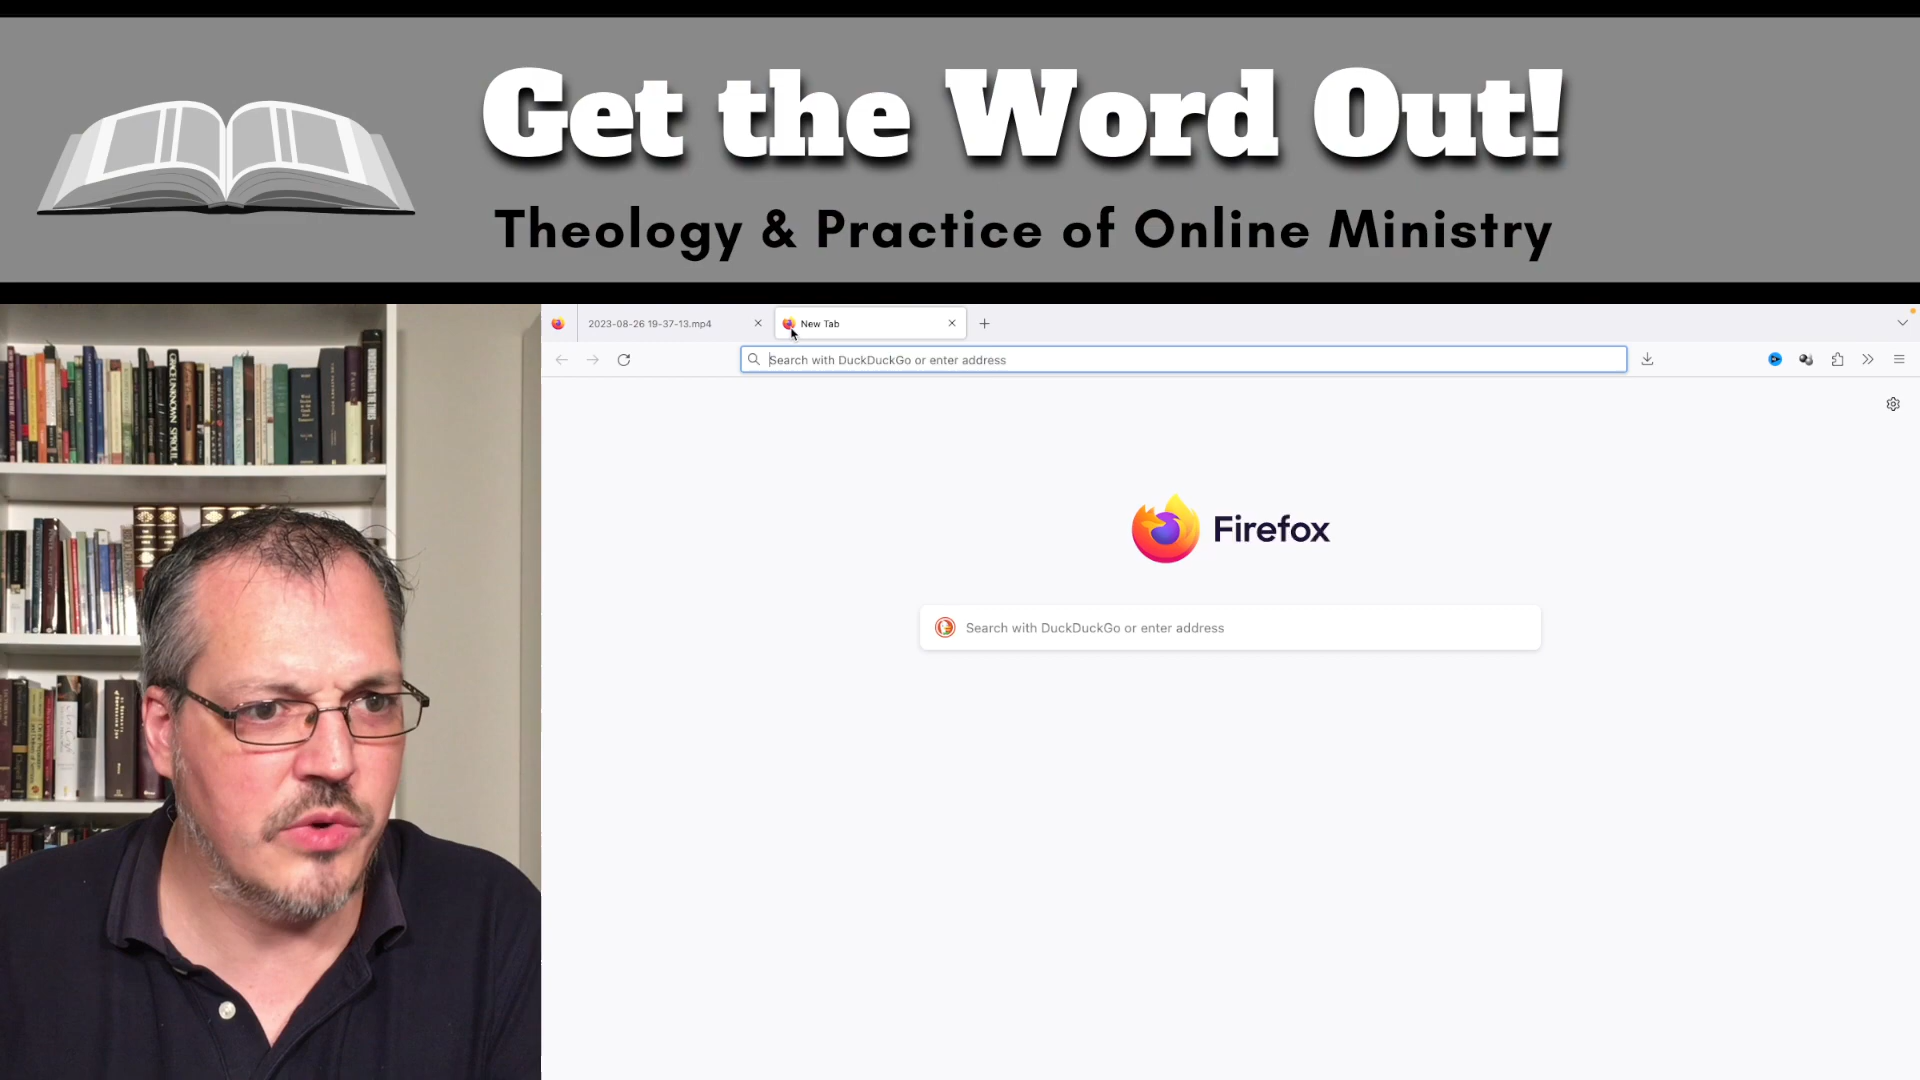 Get the Word Out!
Theology & Practice of Online Ministry
2023-08-26 19-37-13.mp4
New Tab
Search with DuckDuckGo or enter address
Firefox
Search with DuckDuckGo or enter address